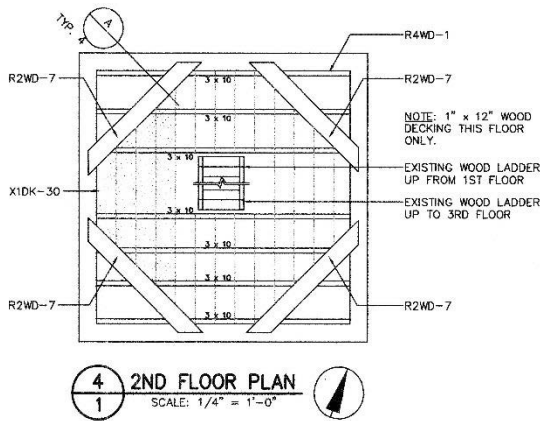 TYP. 4
A
R4WD-1
R2WD-7
R2WD-7
3 x 10
3 x 10
NOTE: 1" x 12" WOOD
DECKING THIS FLOOR
ONLY.
3 x 10
EXISTING WOOD LADDER
UP FROM 1ST FLOOR
X1DK-30
EXISTING WOOD LADDER
UP TO 3RD FLOOR
3 x 10
3 x 10
R2WD-7
R2WD-7
3 x 10
3 x 10
4
1
2ND FLOOR PLAN
SCALE: 1/4" = 1'-0"